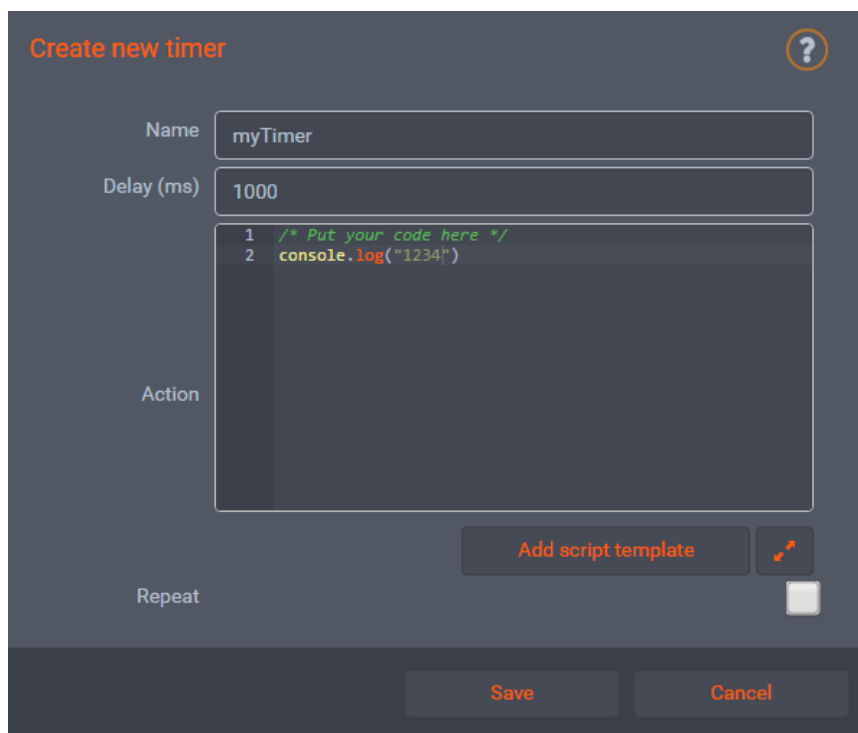 Create new timer
?
Name
myTimer
Delay (ms)
1000
Action
1 /* Put your code here */
2 console.log("1234")
Add script template
Repeat
Save
Cancel